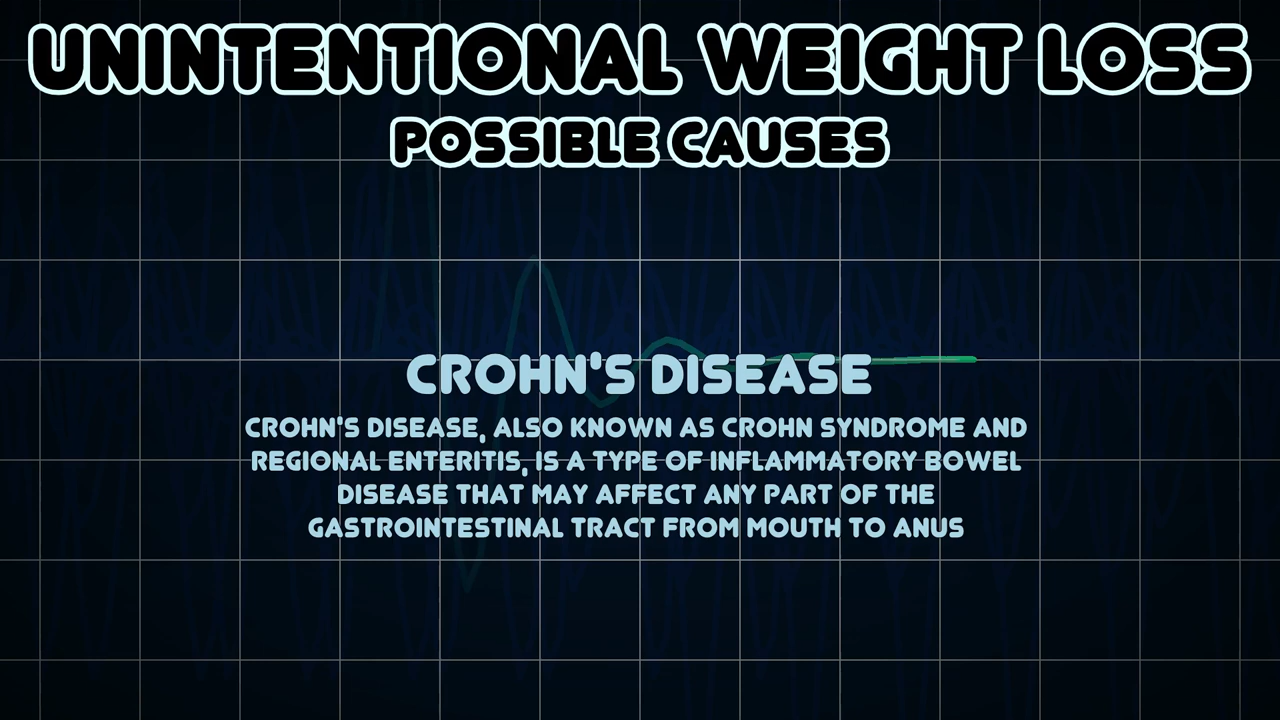 UNINTENTIONAL WEIGHT LOSS
POSSIBLE CAUSES
CROHN'S DISEASE
CROHN'S DISEASE, ALSO KNOWN AS CROHN SYNDROME AND
REGIONAL ENTERITIS, IS A TYPE OF INFLAMMATORY BOWEL
DISEASE THAT MAY AFFECT ANY PART OF THE
GASTROINTESTINAL TRACT FROM MOUTH TO ANUS